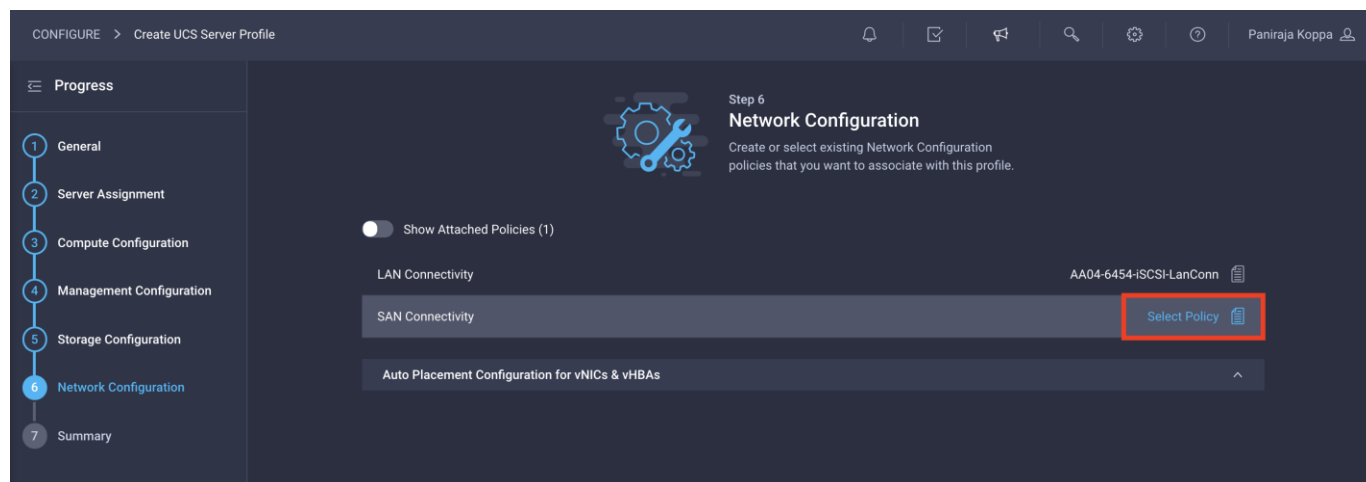 CONFIGURE > Create UCS Server Profile
Paniraja Koppa
Progress
1 General
2 Server Assignment
3 Compute Configuration
4 Management Configuration
5 Storage Configuration
6 Network Configuration
7 Summary
Step 6
Network Configuration
Create or select existing Network Configuration
policies that you want to associate with this profile.
Show Attached Policies (1)
LAN Connectivity AA04-6454-iSCSI-LanConn
SAN Connectivity Select Policy
Auto Placement Configuration for vNICs & vHBAs